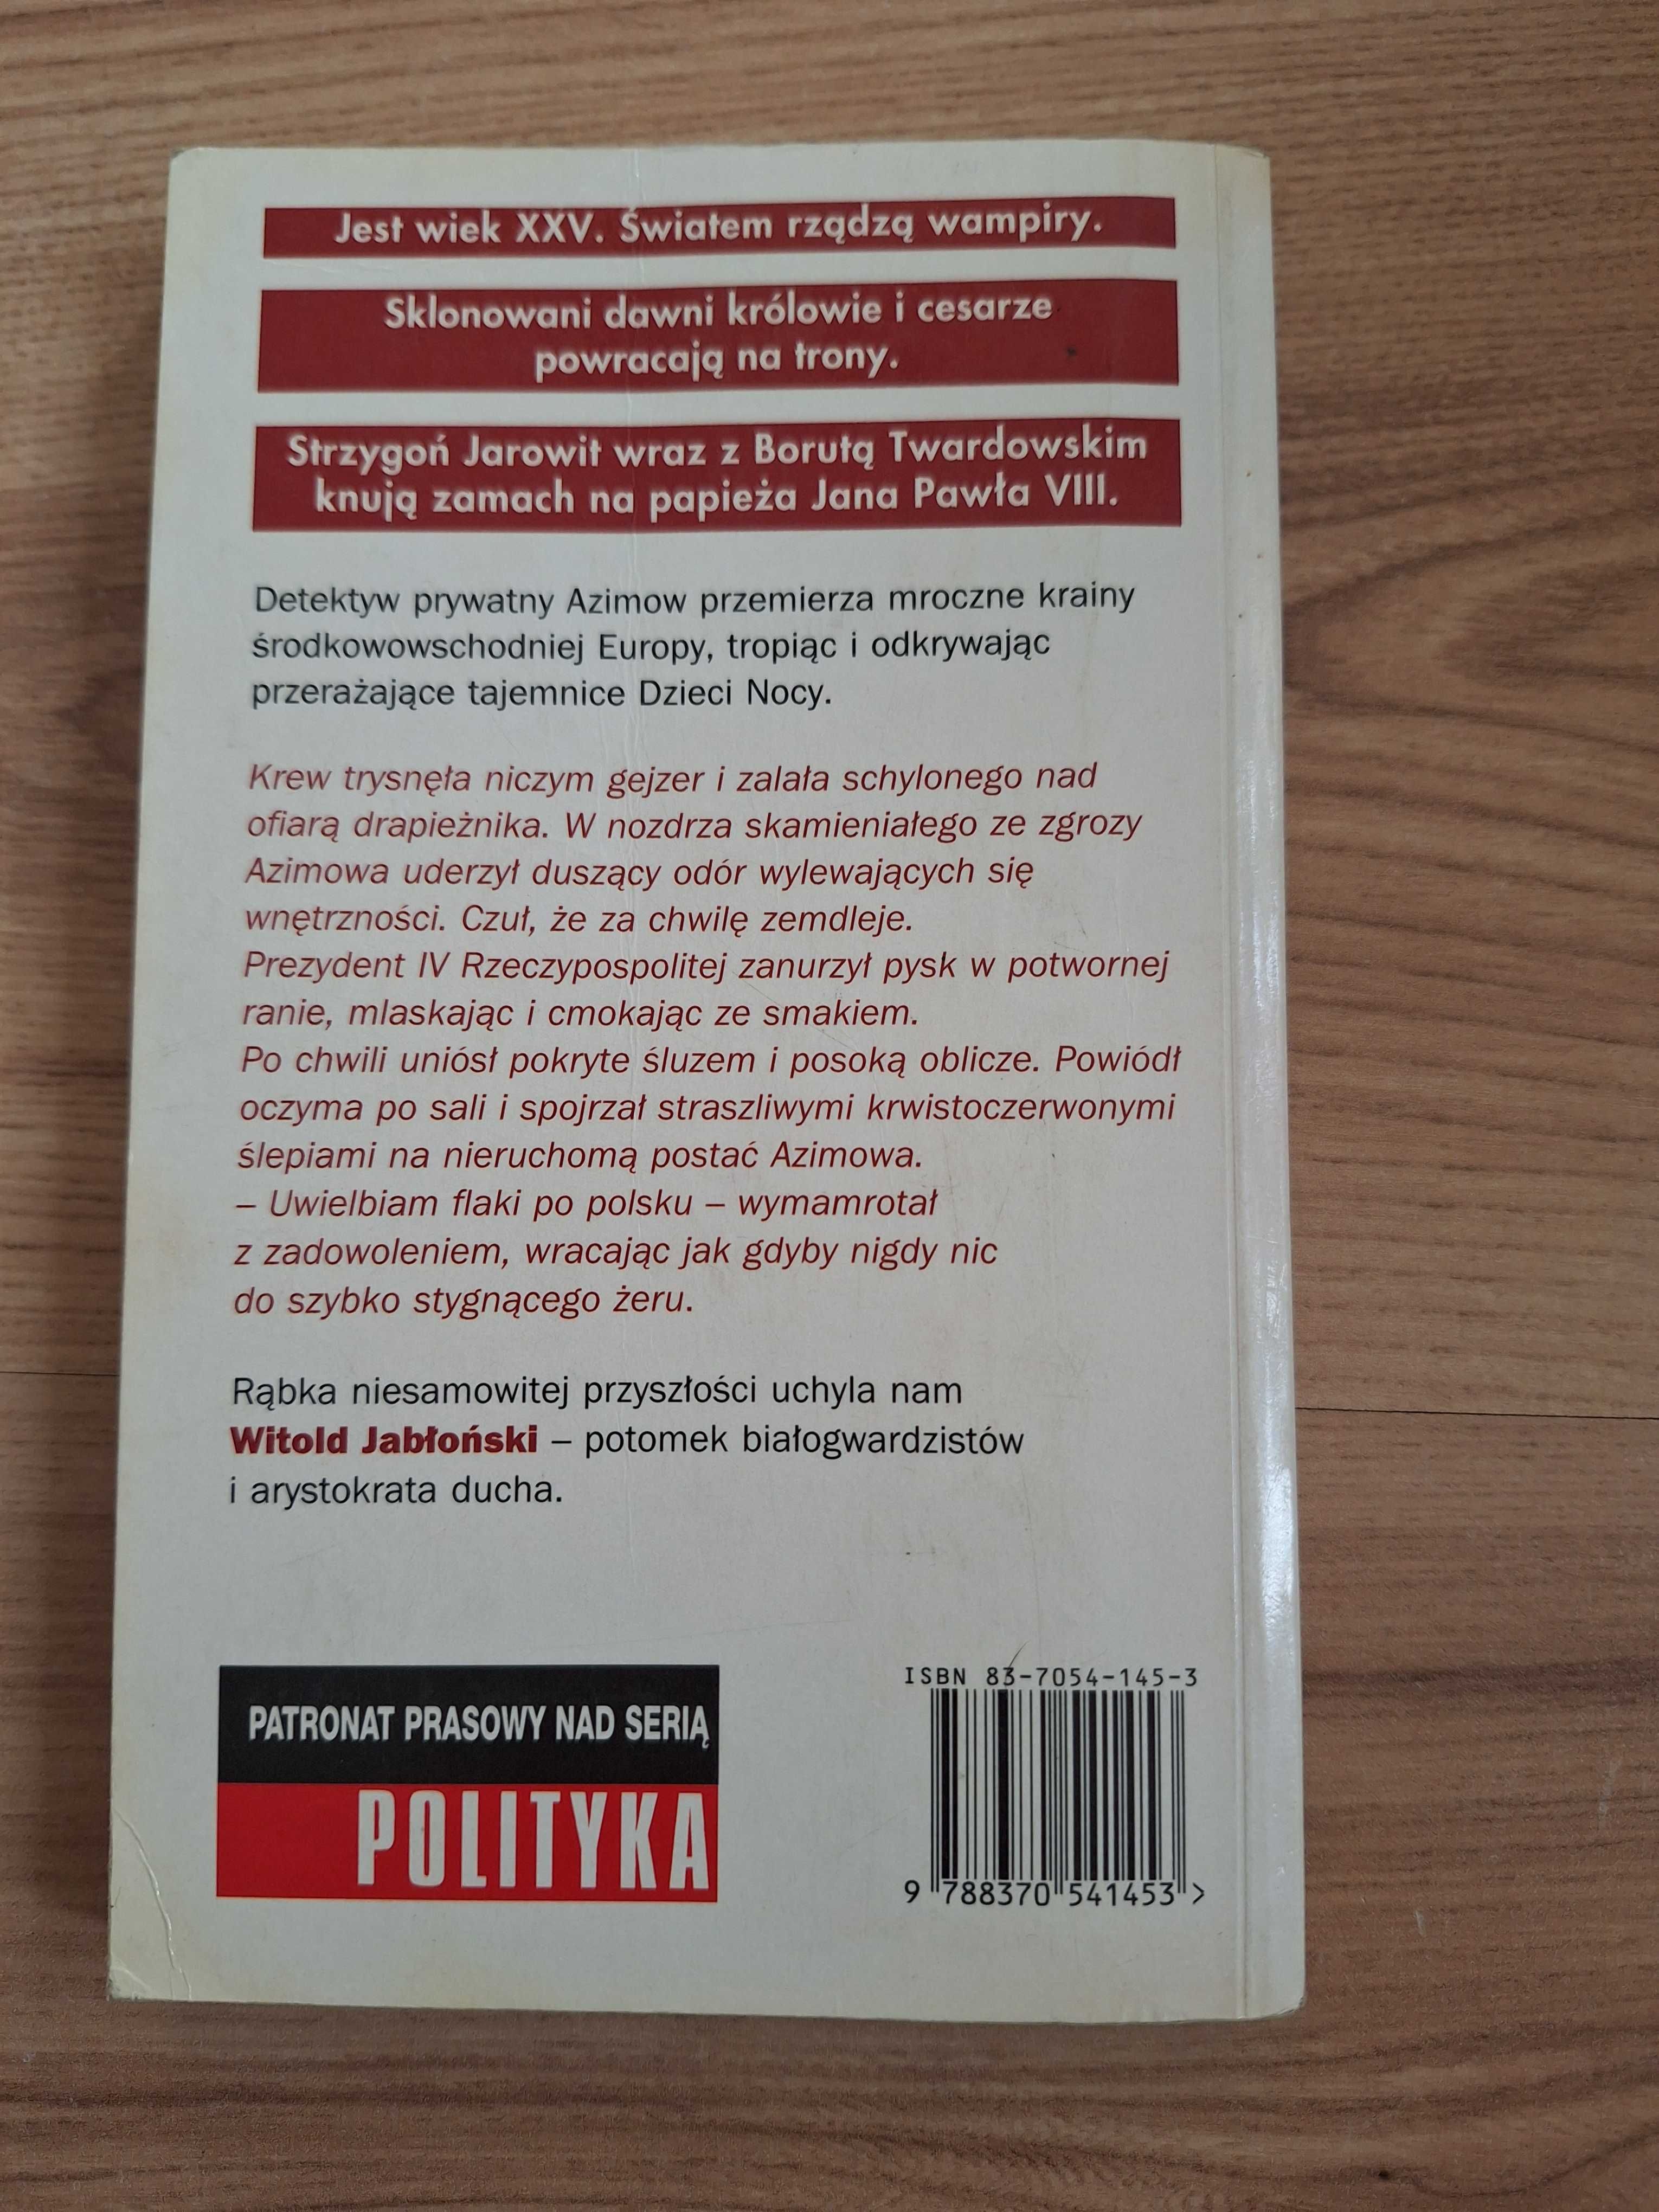 Jest wiek XXV. Światem rządzą wampiry.
Sklonowani dawni królowie i cesarze
powracają na trony.
Strzygoń Jarowit wraz z Borutą Twardowskim
knują zamach na papieża Jana Pawła VIII.
Detektyw prywatny Azimow przemierza mroczne krainy
środkowowschodniej Europy, tropiąc i odkrywając
przerażające tajemnice Dzieci Nocy.
Krew trysnęła niczym gejzer i zalała schylonego nad
ofiarą drapieżnika. W nozdrza skamieniałego ze zgrozy
Azimowa uderzył duszący odór wylewających się
wnętrzności. Czuł, że za chwilę zemdleje.
Prezydent IV Rzeczypospolitej zanurzył pysk w potwornej
ranie, mlaskając i cmokając ze smakiem.
Po chwili uniósł pokryte śluzem i posoką oblicze. Powiódł
oczyma po sali i spojrzał straszliwymi krwistoczerwonymi
ślepiami na nieruchomą postać Azimowa.
– Uwielbiam flaki po polsku – wymamrotał
z zadowoleniem, wracając jak gdyby nigdy nic
do szybko stygnącego żeru.
Rąbka niesamowitej przyszłości uchyla nam
Witold Jabłoński – potomek białogwardzistów
i arystokrata ducha.
PATRONAT PRASOWY NAD SERIĄ
POLITYKA
ISBN 83-7054-145-3
9 788370 541453 >